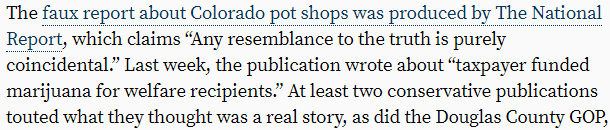 The faux report about Colorado pot shops was produced by The National
Report, which claims “Any resemblance to the truth is purely
coincidental.” Last week, the publication wrote about “taxpayer funded
marijuana for welfare recipients.” At least two conservative publications
touted what they thought was a real story, as did the Douglas County GOP,